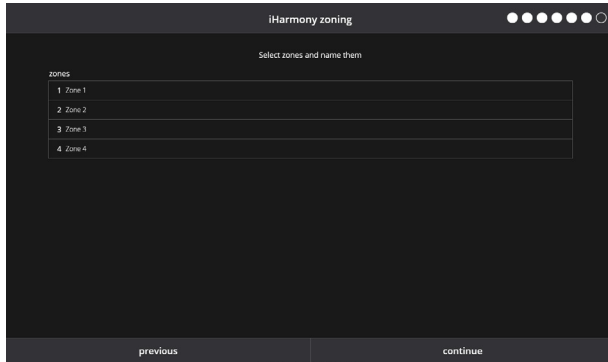 iHarmony zoning
Select zones and name them
zones
1 Zone 1
2 Zone 2
3 Zone 3
4 Zone 4
previous continue